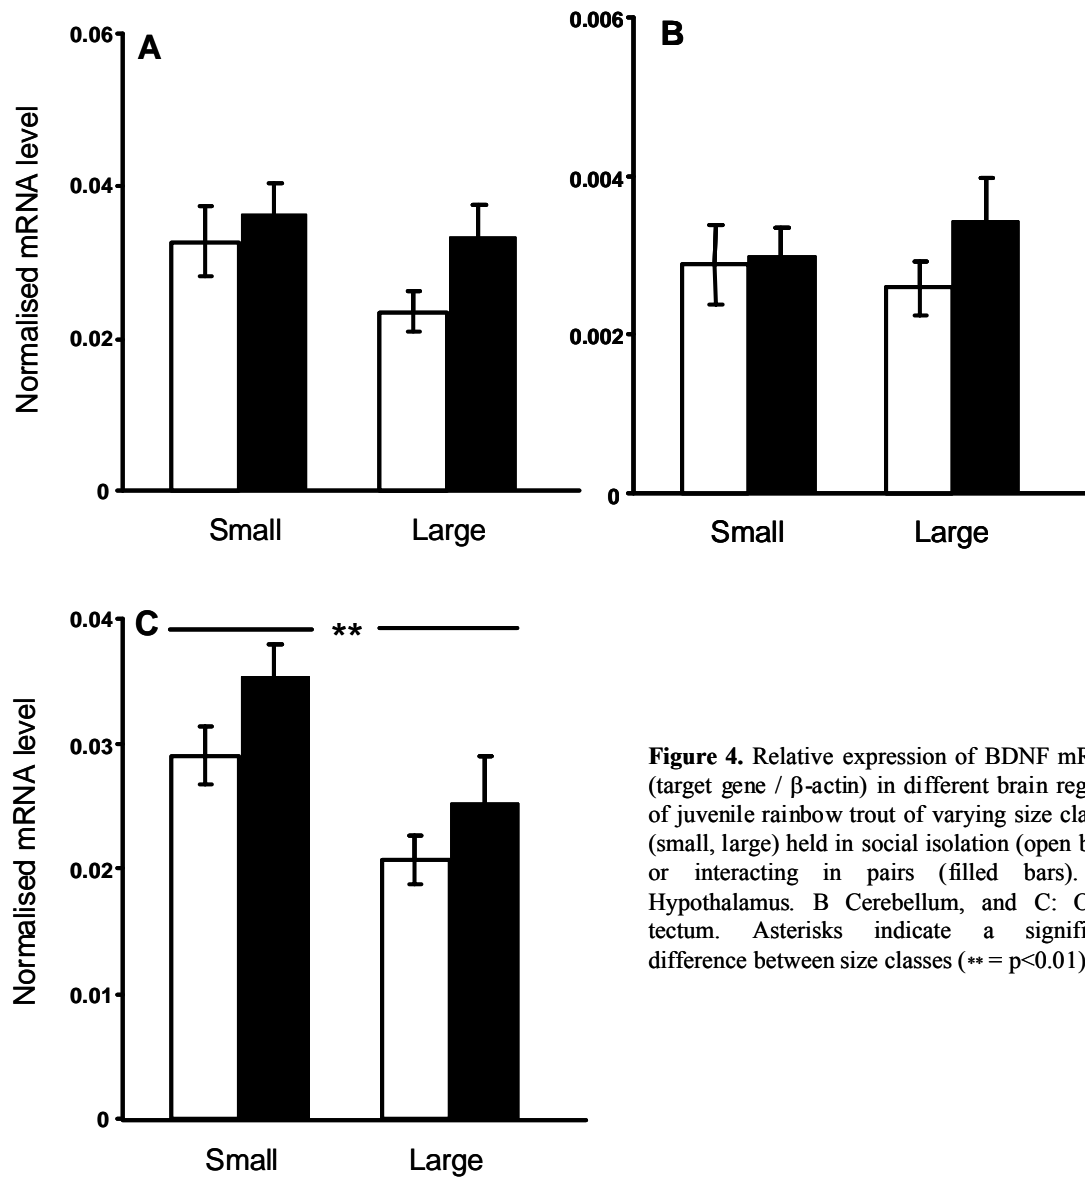 0.06
A
0.04
0.02
0
Normalised mRNA level
Small
Large
0.006
B
0.004
0.002
0
Small
Large
0.04
C
**
0.03
0.02
0.01
0
Normalised mRNA level
Small
Large
Figure 4. Relative expression of BDNF
(target gene / β-actin) in different brain
of juvenile rainbow trout of varying size
(small, large) held in social isolation (open
or interacting in pairs (filled bars).
Hypothalamus. B Cerebellum, and C:
tectum. Asterisks indicate a
difference between size classes (** = p<0.01)